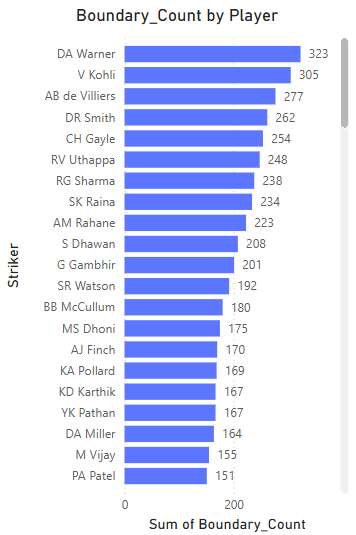 Boundary_Count by Player
DA Warner 323
V Kohli 305
AB de Villiers 277
DR Smith 262
CH Gayle 254
RV Uthappa 248
RG Sharma 238
SK Raina 234
AM Rahane 223
S Dhawan 208
G Gambhir 201
SR Watson 192
BB McCullum 180
MS Dhoni 175
AJ Finch 170
KA Pollard 169
KD Karthik 167
YK Pathan 167
DA Miller 164
M Vijay 155
PA Patel 151
Striker
0 200
Sum of Boundary_Count